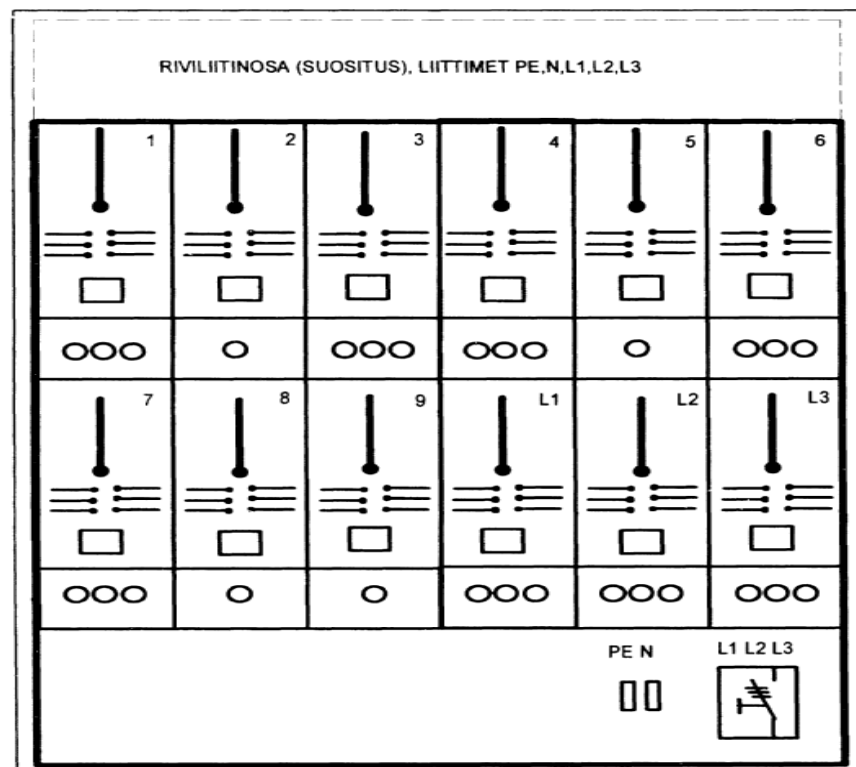 RIVILIITINOSA (SUOSITUS), LIITTIMET PE,N,L1,L2,L3
1 2 3 4 5 6
7 8 9 L1 L2 L3
PE N L1 L2 L3